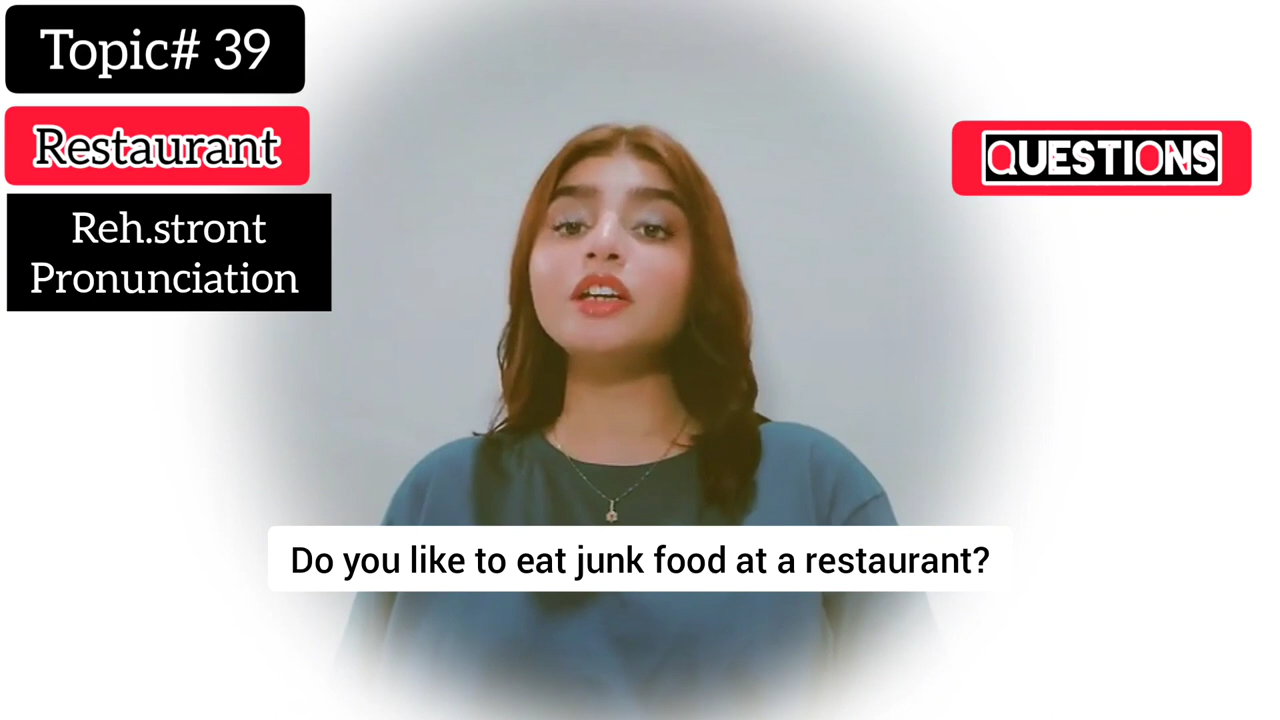 Topic# 39
Restaurant
Reh.stront
Pronunciation
QUESTIONS
Do you like to eat junk food at a restaurant?